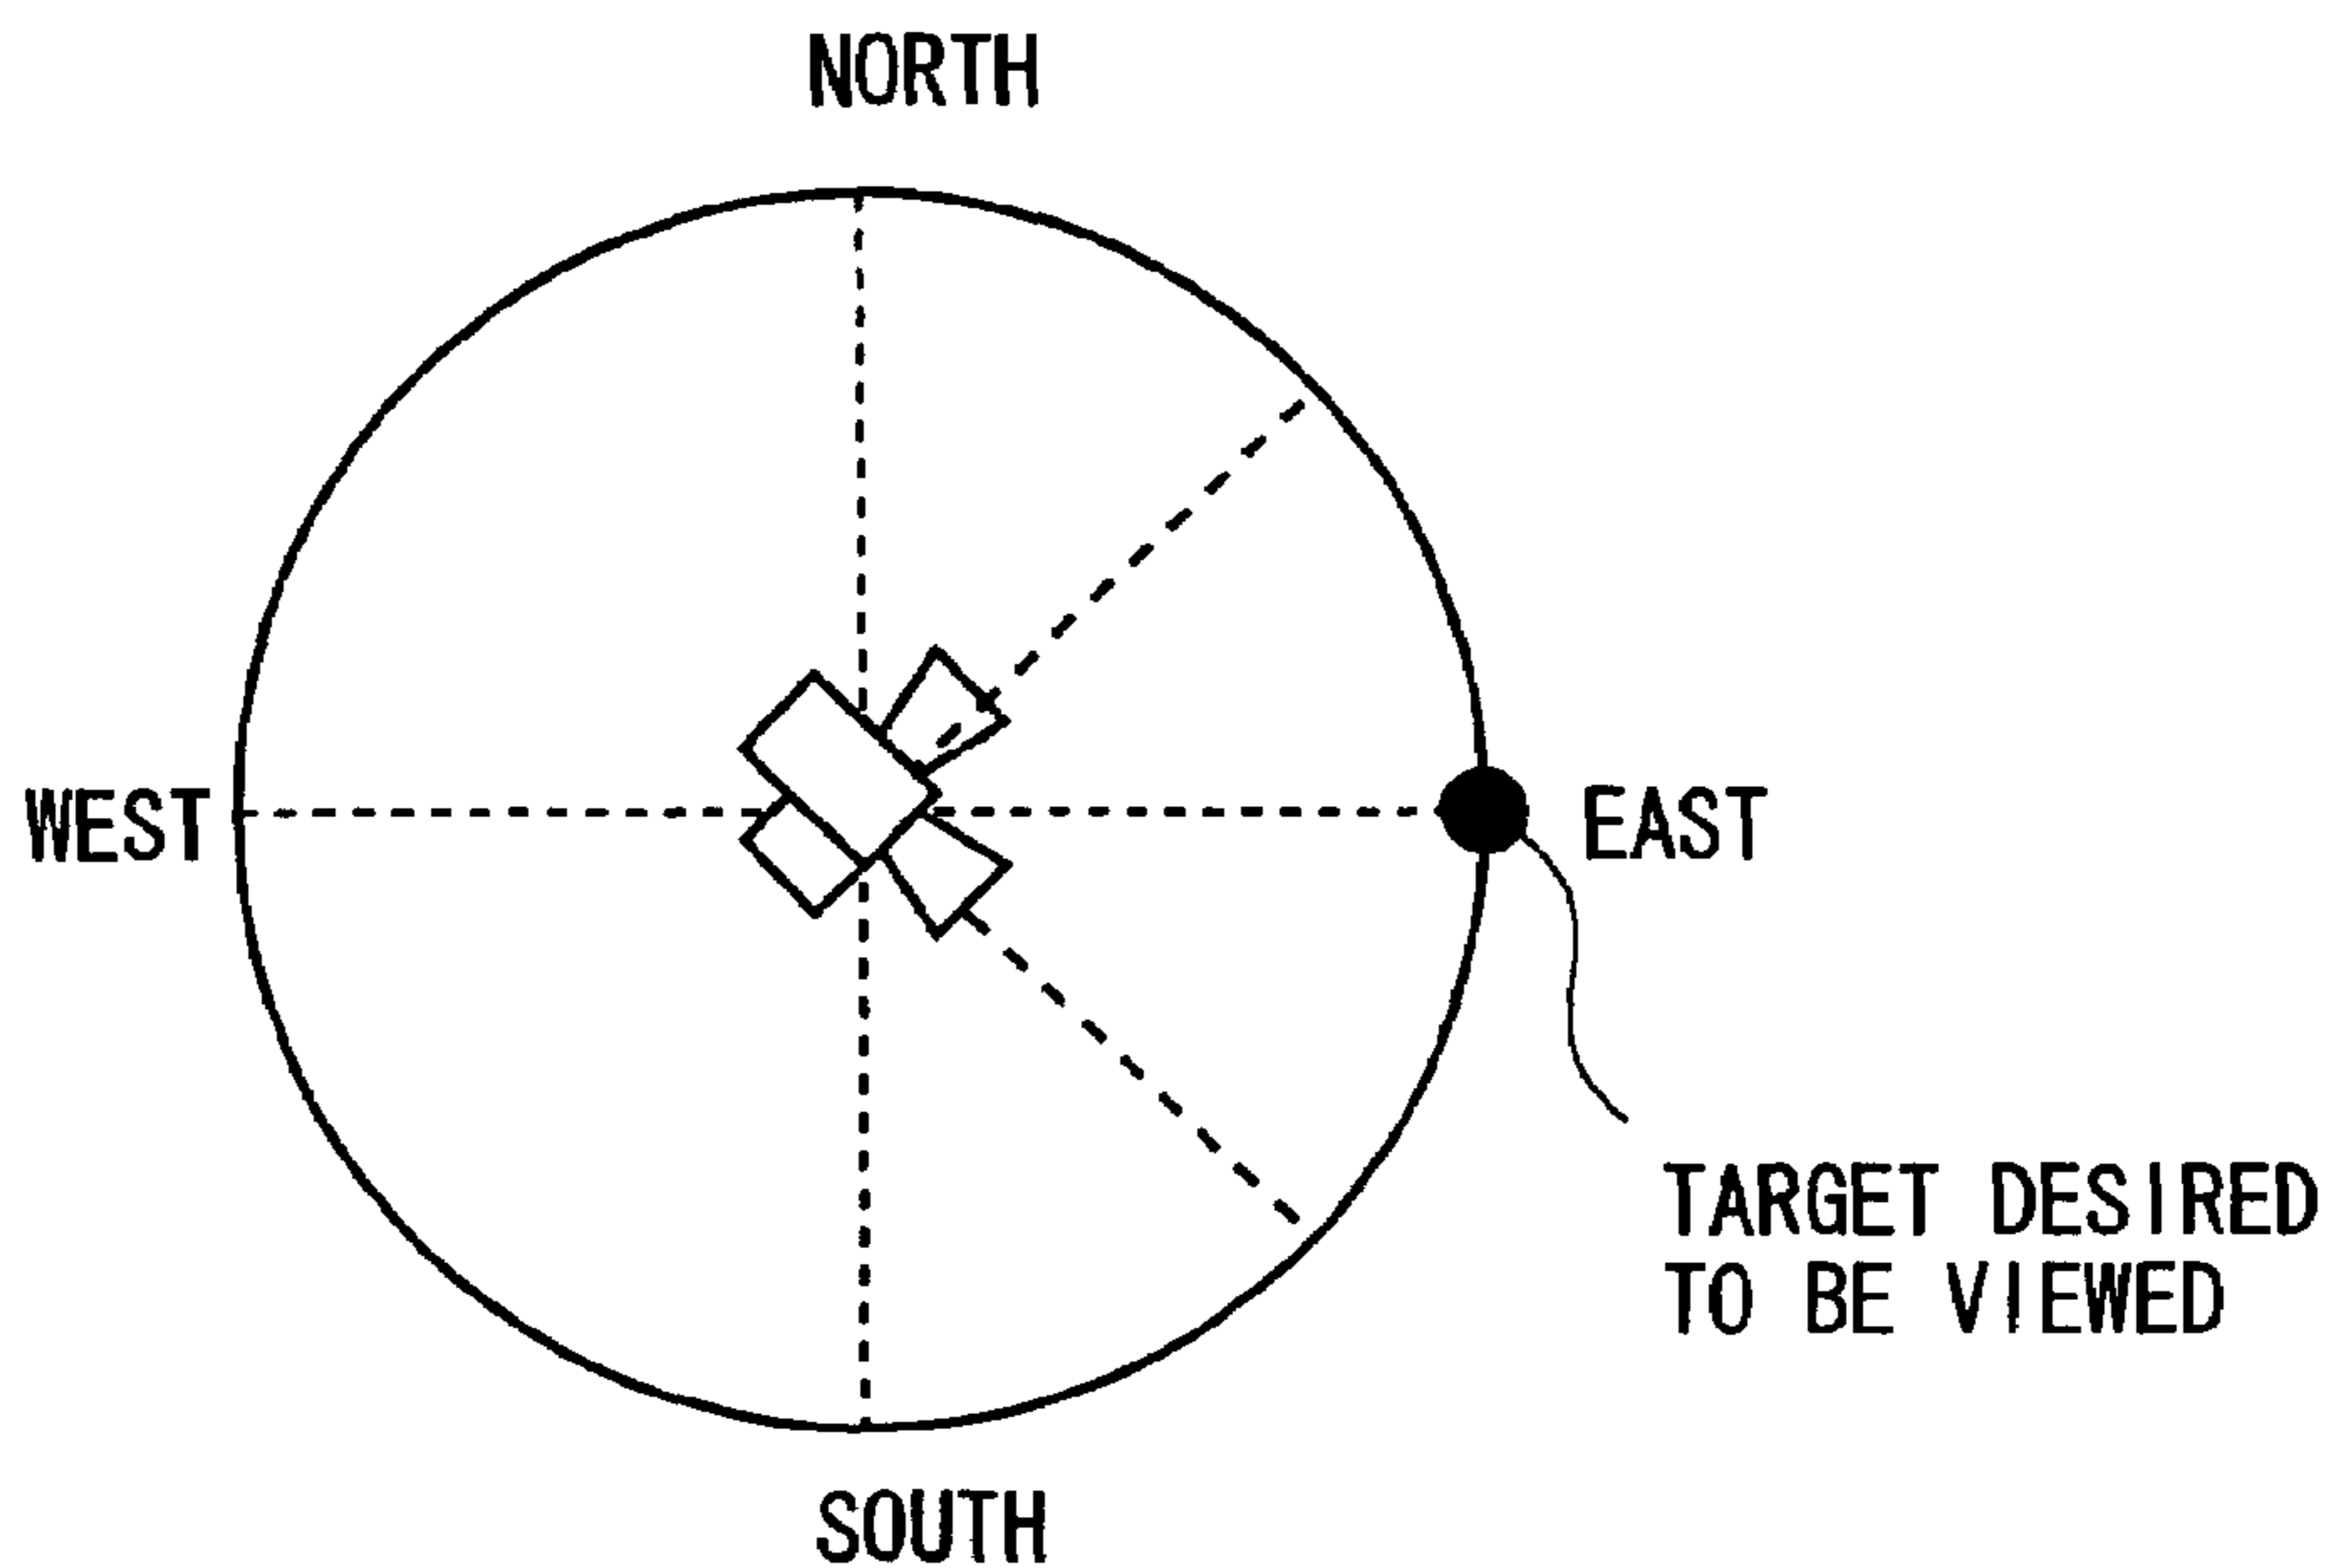 NORTH
WEST
EAST
TARGET DESIRED
TO BE VIEWED
SOUTH